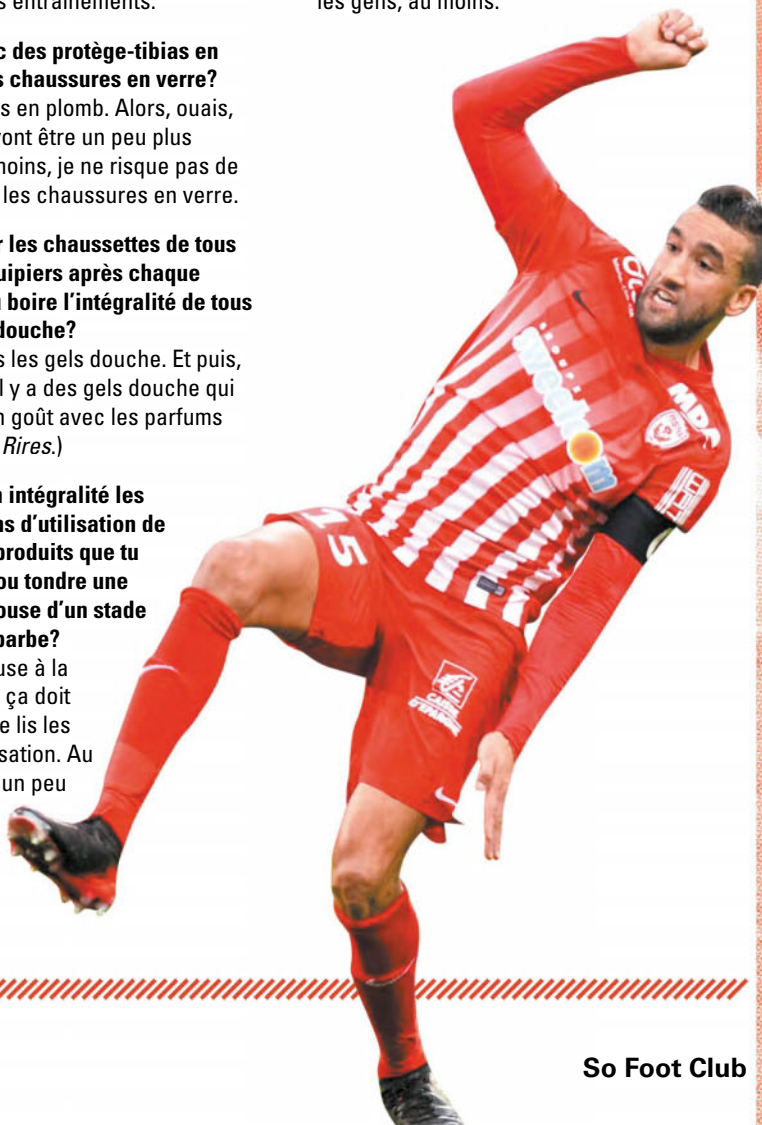 s entraînements.
c des protège-tibias en
s chaussures en verre?
s en plomb. Alors, ouais,
vont être un peu plus
moins, je ne risque pas de
les chaussures en verre.
r les chaussettes de tous
uipiers après chaque
u boire l’intégralité de tous
douche?
s les gels douche. Et puis,
l y a des gels douche qui
n goût avec les parfums
Rires.)
n intégralité les
ns d’utilisation de
produits que tu
ou tondre une
ouse d’un stade
barbe?
use à la
ça doit
e lis les
sation. Au
un peu
les gens, au moins.
GROUPE
sweetcom
MDA
15
CAISSE
D'EPARGNE
So Foot Club